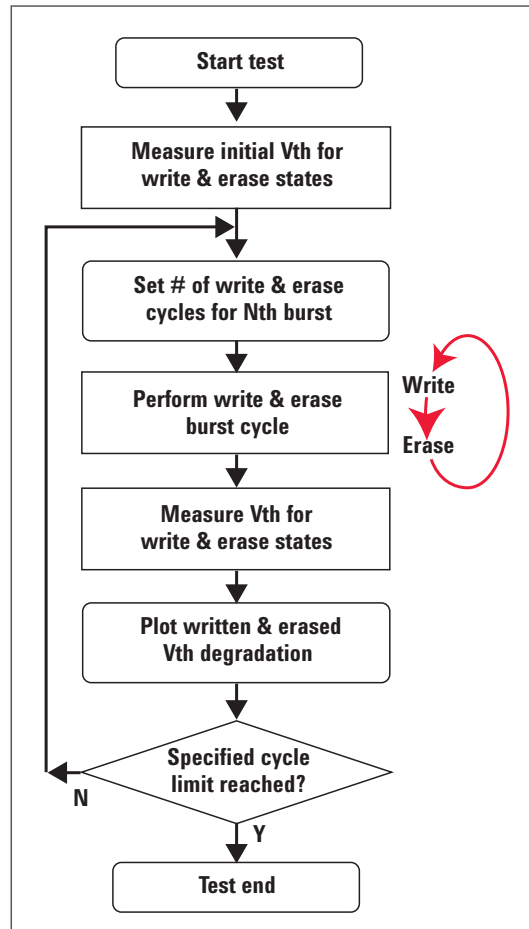 Start test
Measure initial Vth for
write & erase states
Set # of write & erase
cycles for Nth burst
Perform write & erase
burst cycle
Write
Erase
Measure Vth for
write & erase states
Plot written & erased
Vth degradation
Specified cycle
limit reached?
N
Y
Test end